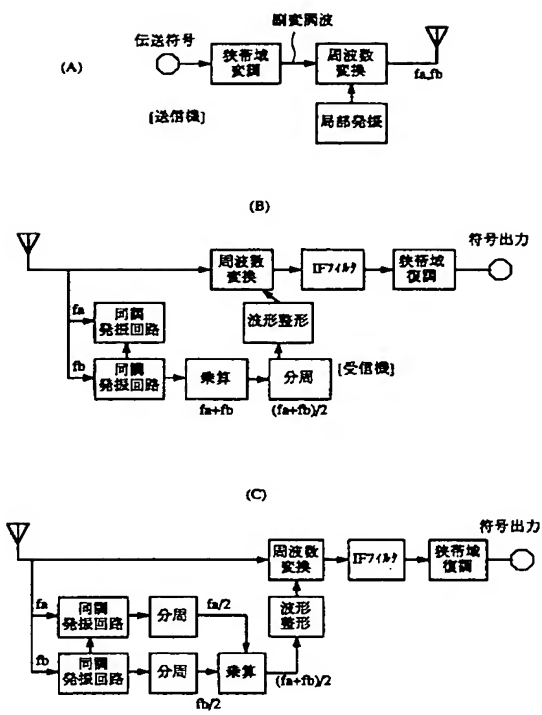 副変調波
伝送符号
狭帯域
変調
周波数
変換
fa,fb
(A)
[送信機]
局部発振
(B)
符号出力
周波数
変換
IFフィルタ
狭帯域
復調
fa
同調
発振回路
波形整形
fb
同調
発振回路
乗算
分周
[受信機]
fa+fb
(fa+fb)/2
(C)
符号出力
周波数
変換
IFフィルタ
狭帯域
復調
fa
同調
発振回路
分周
fa/2
波形
整形
fb
同調
発振回路
分周
乗算
(fa+fb)/2
fb/2